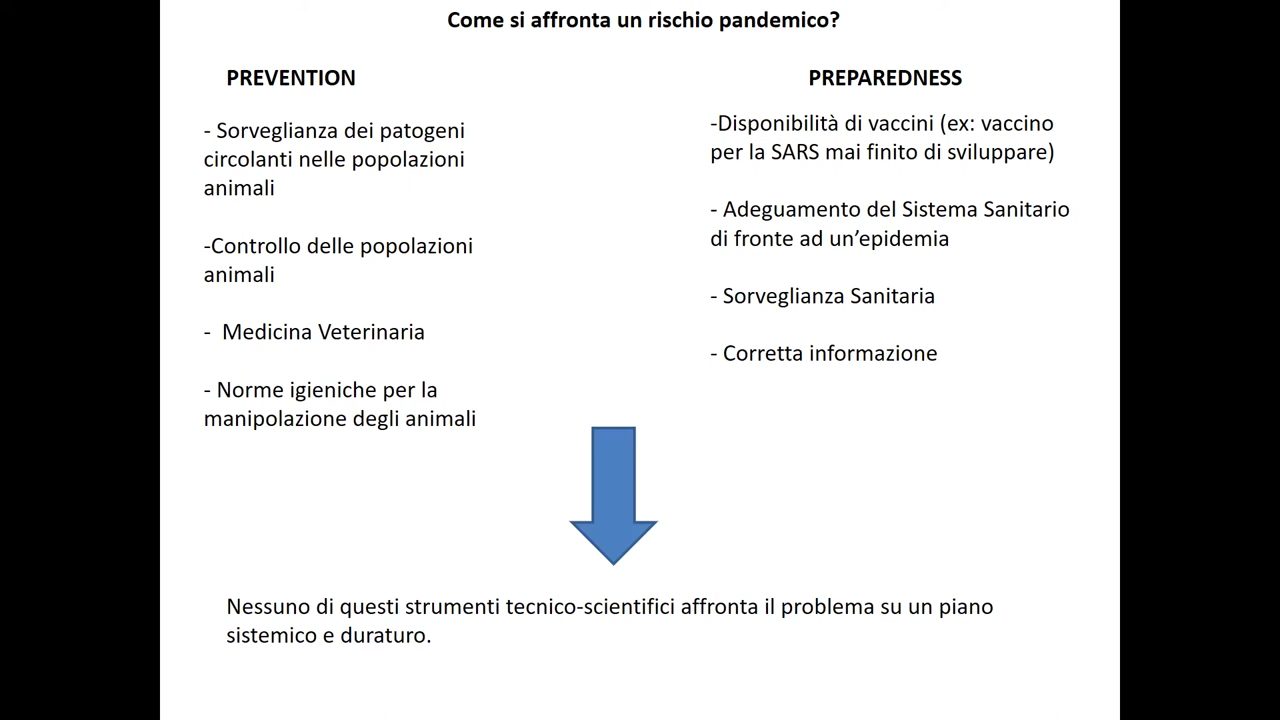 Come si affronta un rischio pandemico?
PREVENTION
- Sorveglianza dei patogeni
circolanti nelle popolazioni
animali
-Controllo delle popolazioni
animali
-  Medicina Veterinaria
- Norme igieniche per la
manipolazione degli animali
PREPAREDNESS
-Disponibilità di vaccini (ex: vaccino
per la SARS mai finito di sviluppare)
- Adeguamento del Sistema Sanitario
di fronte ad un’epidemia
- Sorveglianza Sanitaria
- Corretta informazione
Nessuno di questi strumenti tecnico-scientifici affronta il problema su un piano
sistemico e duraturo.